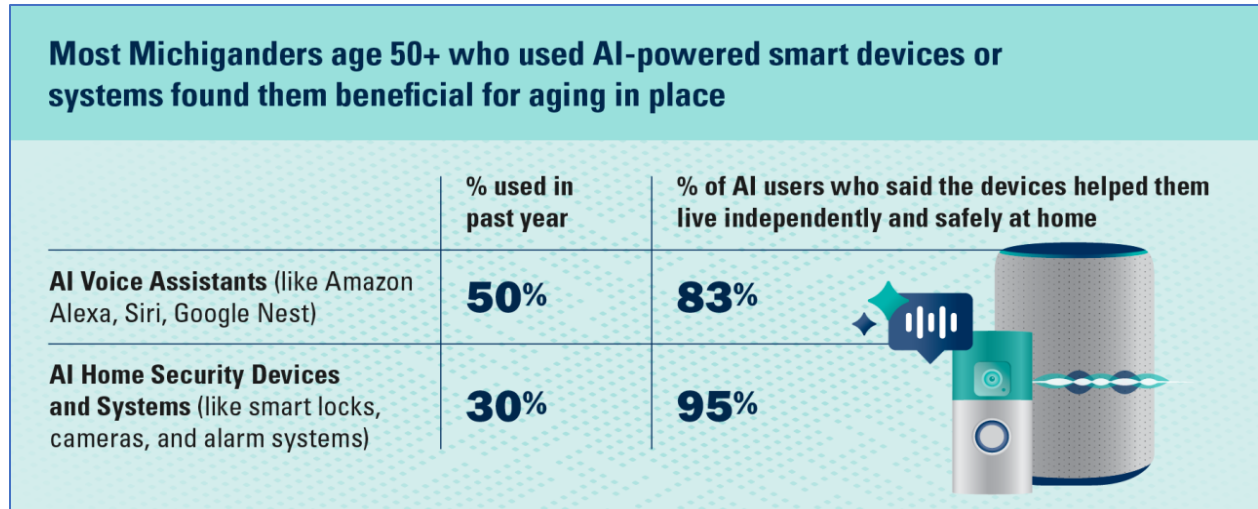 Most Michiganders age 50+ who used AI-powered smart devices or
systems found them beneficial for aging in place
% used in
past year
% of AI users who said the devices helped them
live independently and safely at home
AI Voice Assistants (like Amazon
Alexa, Siri, Google Nest)
50%
83%
AI Home Security Devices
and Systems (like smart locks,
cameras, and alarm systems)
30%
95%